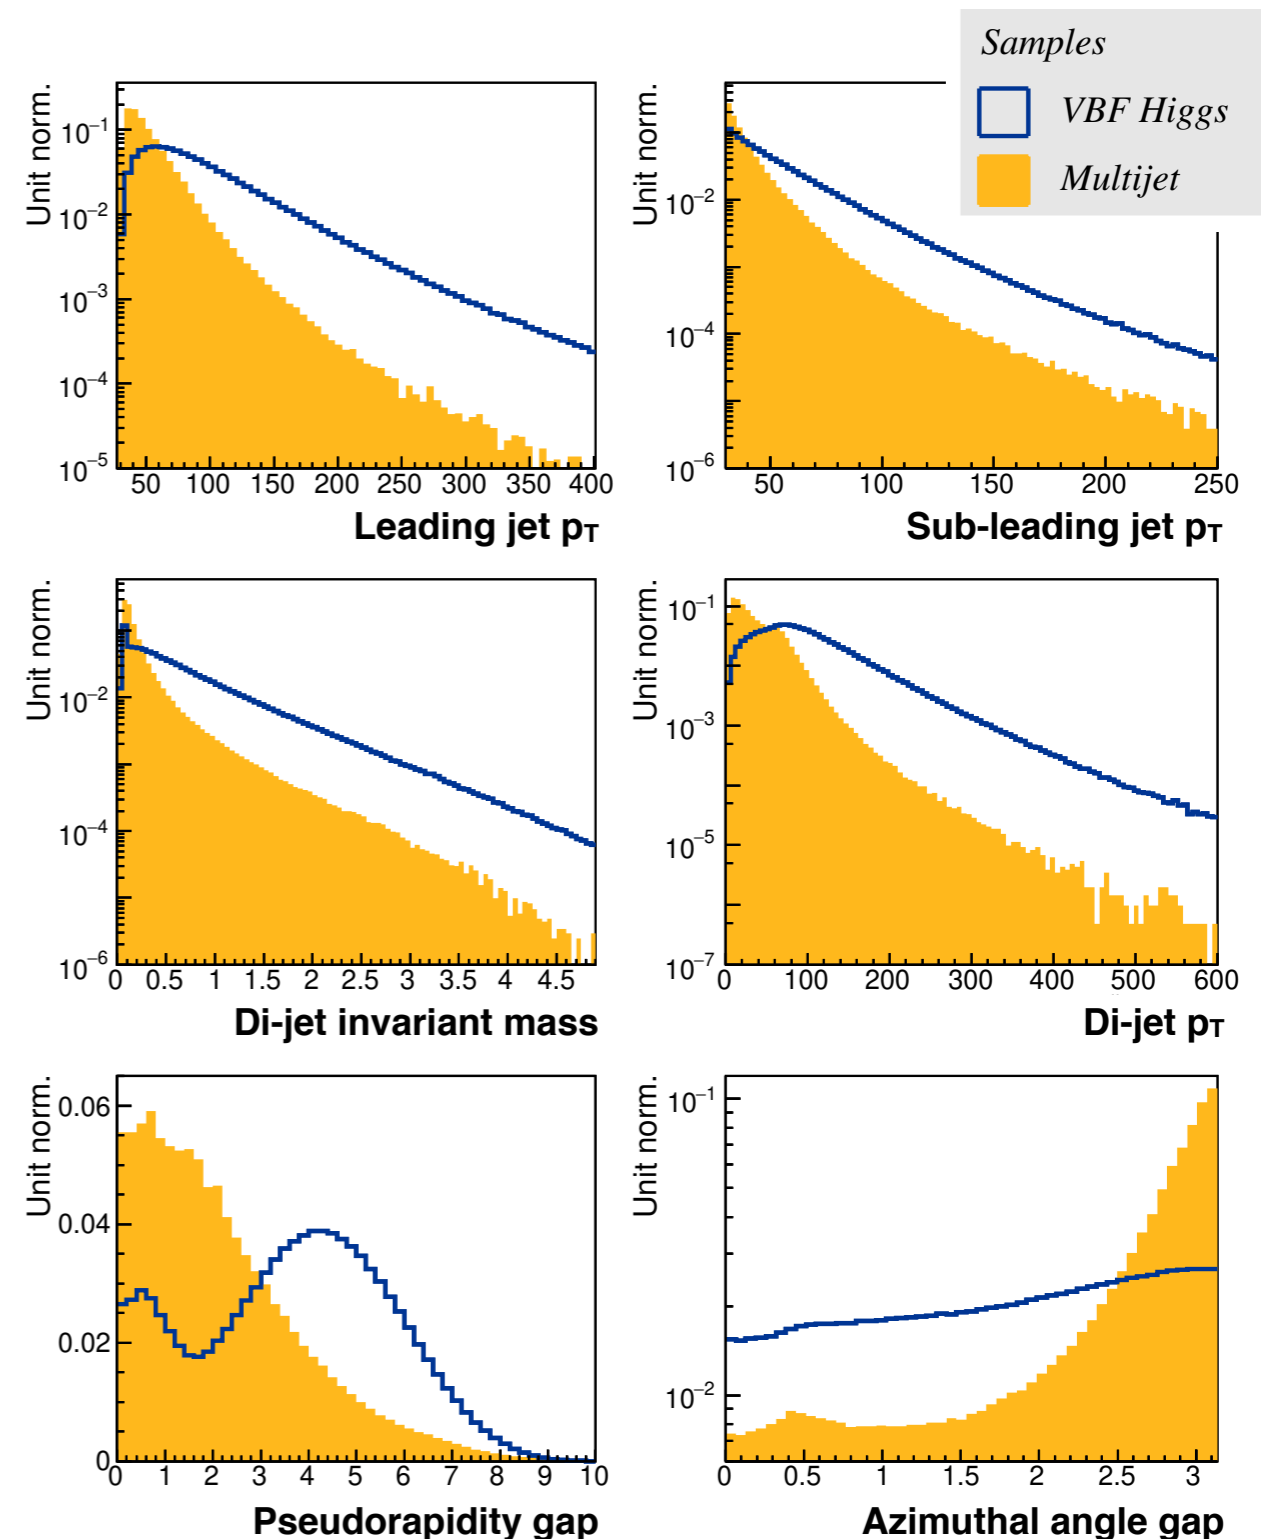 Samples
VBF Higgs
Multijet
Unit norm.
10⁻¹
10⁻²
10⁻³
10⁻⁴
10⁻⁵
50 100 150 200 250 300 350 400
Leading jet pT
Unit norm.
10⁻²
10⁻⁴
10⁻⁶
50 100 150 200 250
Sub-leading jet pT
Unit norm.
10⁻²
10⁻⁴
10⁻⁶
0 0.5 1 1.5 2 2.5 3 3.5 4 4.5
Di-jet invariant mass
Unit norm.
10⁻¹
10⁻³
10⁻⁵
10⁻⁷
0 100 200 300 400 500 600
Di-jet pT
Unit norm.
0.06
0.04
0.02
0
0 1 2 3 4 5 6 7 8 9 10
Pseudorapidity gap
Unit norm.
10⁻¹
10⁻²
0 0.5 1 1.5 2 2.5 3
Azimuthal angle gap